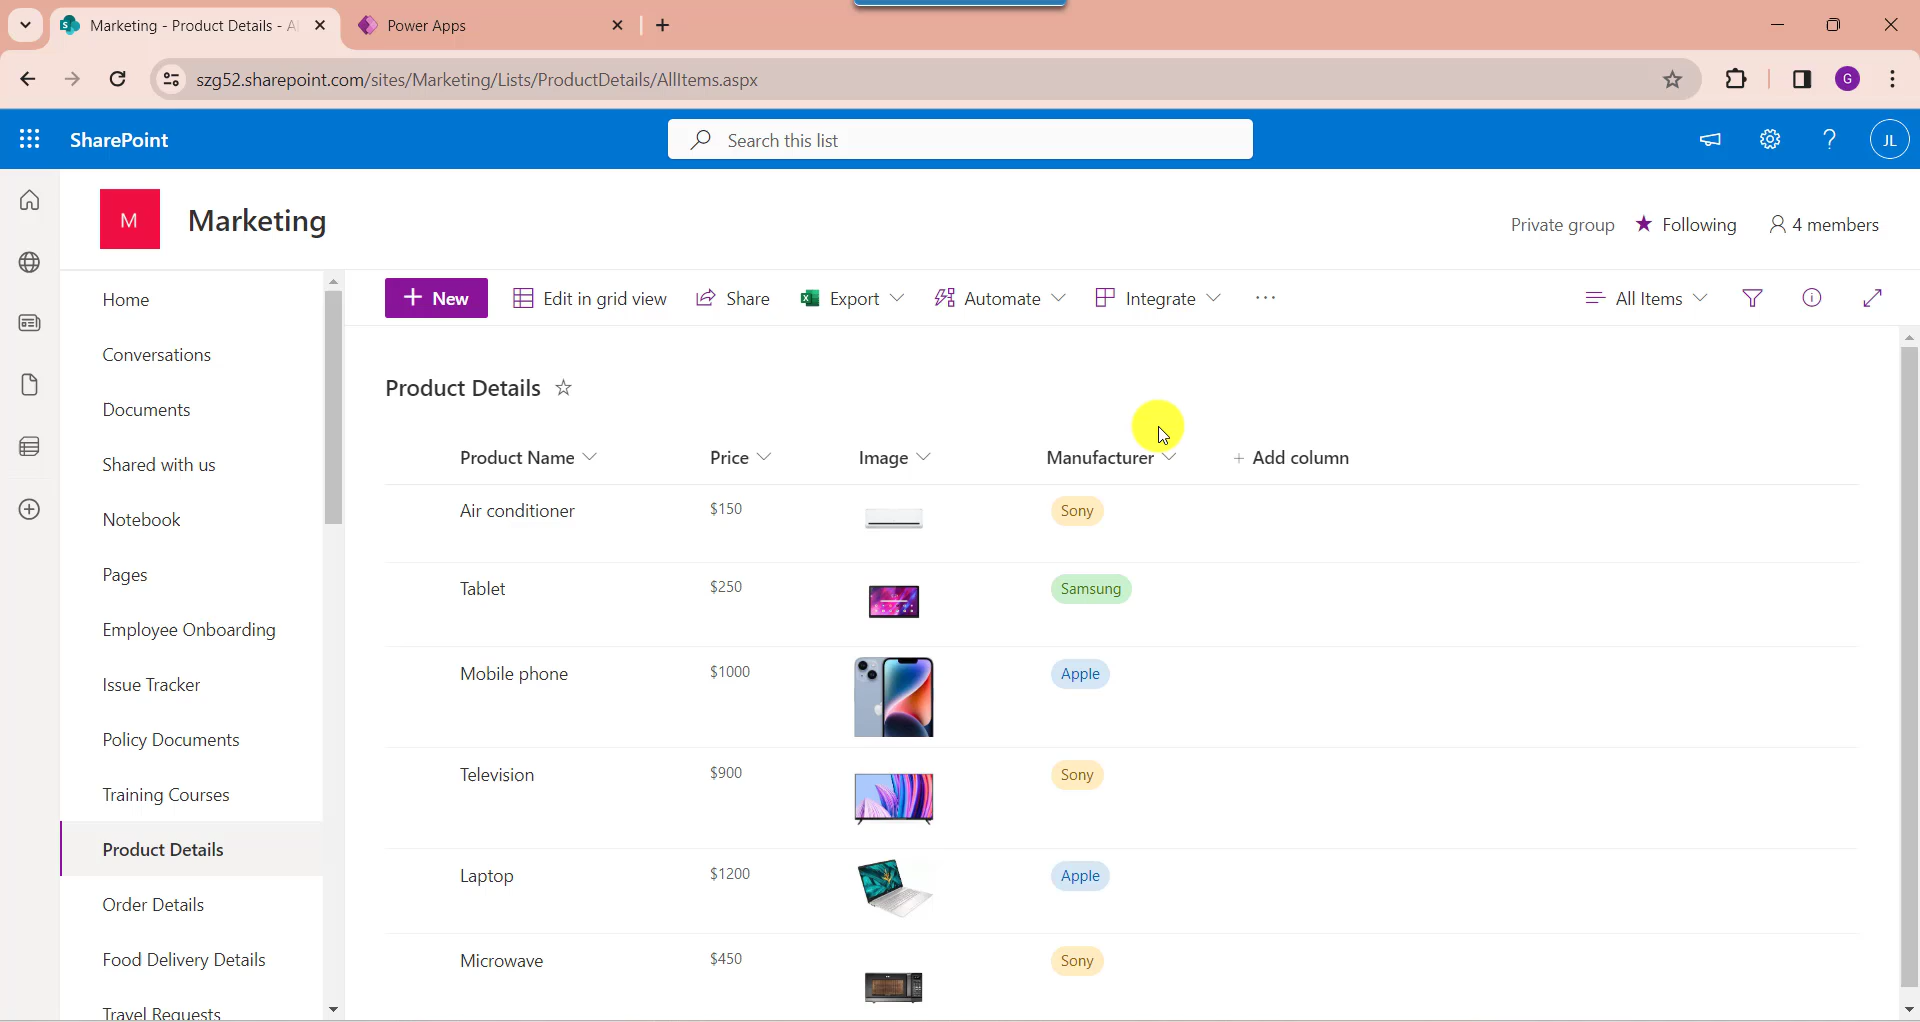 Marketing - Product Details - Al
Power Apps
szg52.sharepoint.com/sites/Marketing/Lists/ProductDetails/AllItems.aspx
G
SharePoint
Search this list
JL
M
Marketing
Private group
Following
4 members
Home
Conversations
Documents
Shared with us
Notebook
Pages
Employee Onboarding
Issue Tracker
Policy Documents
Training Courses
Product Details
Order Details
Food Delivery Details
Travel Requests
+ New
Edit in grid view
Share
Export
Automate
Integrate
All Items
Product Details
Product Name
Price
Image
Manufacturer
+ Add column
Air conditioner $150 Sony
Tablet $250 Samsung
Mobile phone $1000 Apple
Television $900 Sony
Laptop $1200 Apple
Microwave $450 Sony